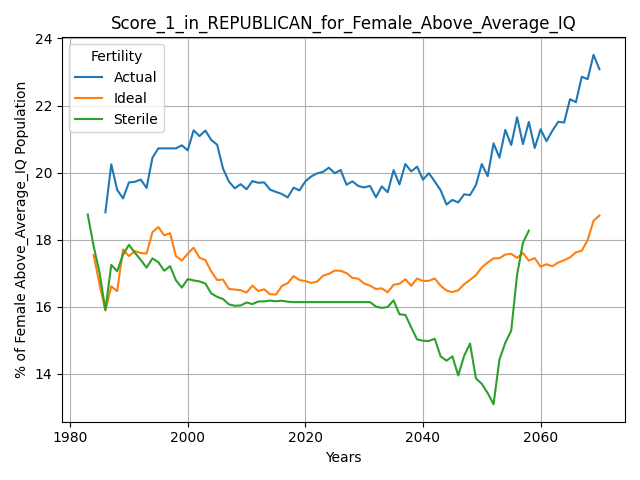 Score_1_in_REPUBLICAN_for_Female_Above_Average_IQ
Fertility
Actual
Ideal
Sterile
% of Female Above_Average_IQ Population
24
22
20
18
16
14
1980
2000
2020
2040
2060
Years